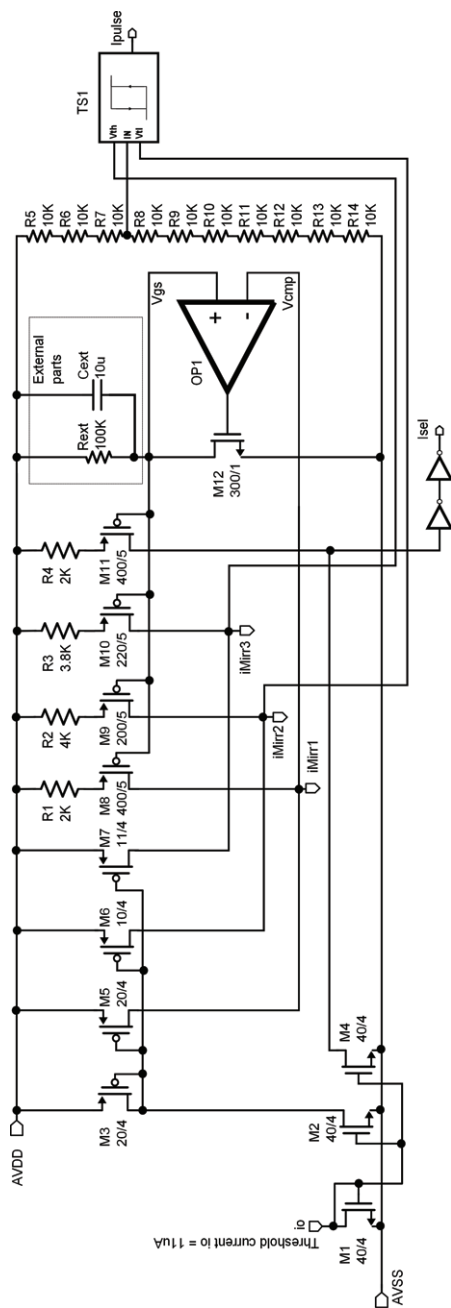 AVDD
AVSS
Threshold current io = 11uA
io
M1
40/4
M2
40/4
M4
40/4
M3
20/4
M5
20/4
M6
10/4
M7
11/4
M8
400/5
M9
200/5
M10
220/5
M11
400/5
R1
2K
R2
4K
R3
3.8K
R4
2K
iMirr1
iMirr2
iMirr3
External
parts
Rext
100K
Cext
10u
Vgs
Vcmp
OP1
+
-
M12
300/1
Isel
R5
10K
R6
10K
R7
10K
R8
10K
R9
10K
R10
10K
R11
10K
R12
10K
R13
10K
R14
10K
TS1
Vth
IN
Vtl
Ipulse